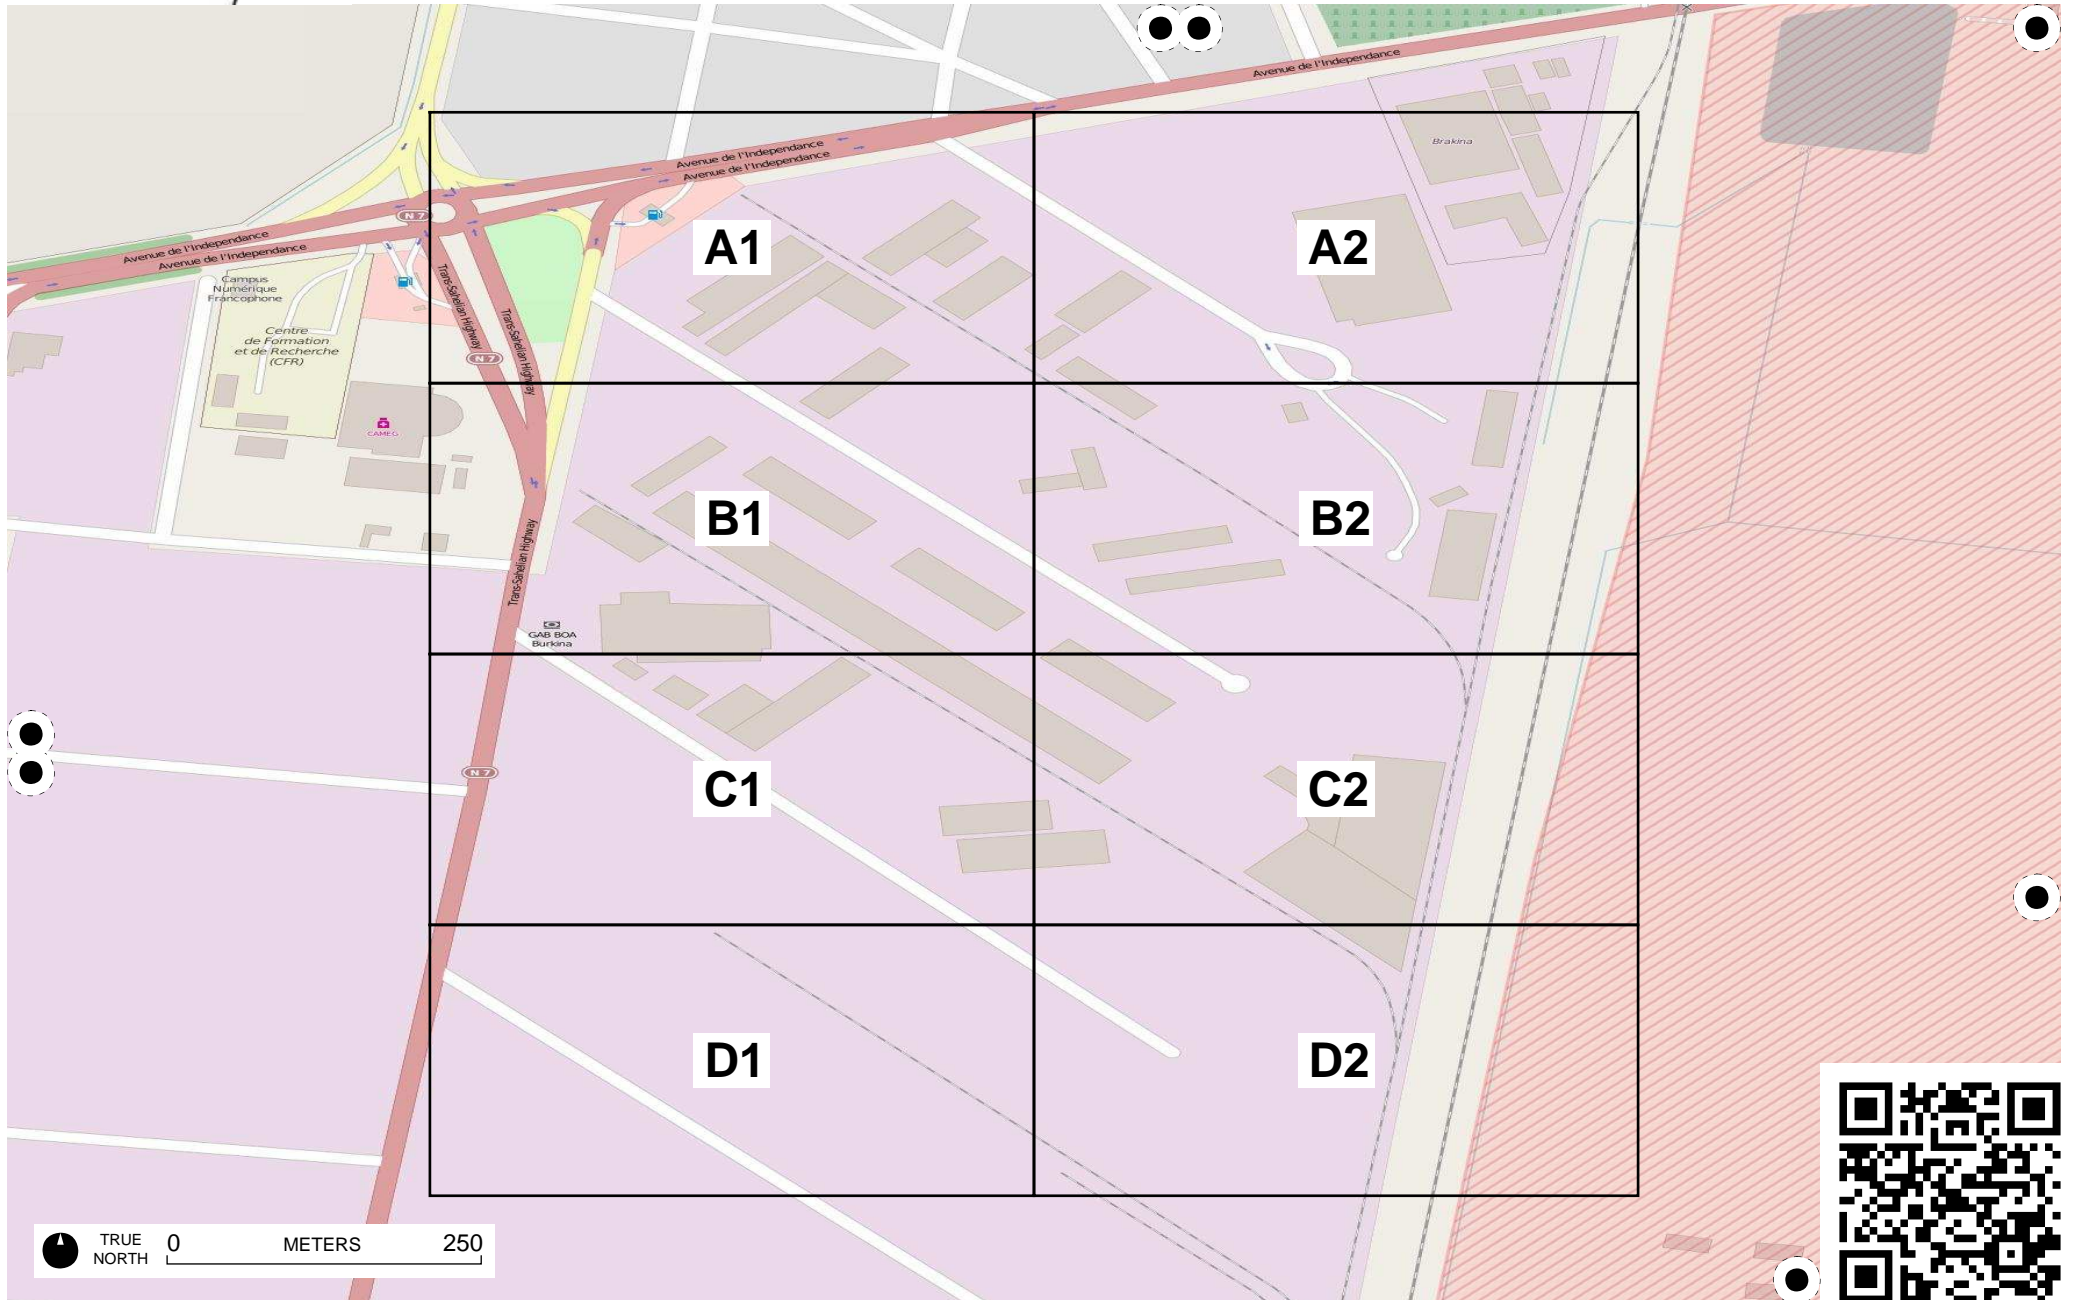 Avenue de l'Independance
Avenue de l'Independance
Avenue de l'Independance
Brakina
N 7
Avenue de l'Independance
Avenue de l'Independance
A1
A2
Campus
Numérique
Francophone
Trans-Sahelian Highway
Trans-Sahelian Highway
Centre
de Formation
et de Recherche
(CFR)
N 7
CAMEG
B1
B2
Trans-Sahelian Highway
GAB BOA
Burkina
N 7
C1
C2
D1
D2
TRUE
NORTH
0
METERS
250